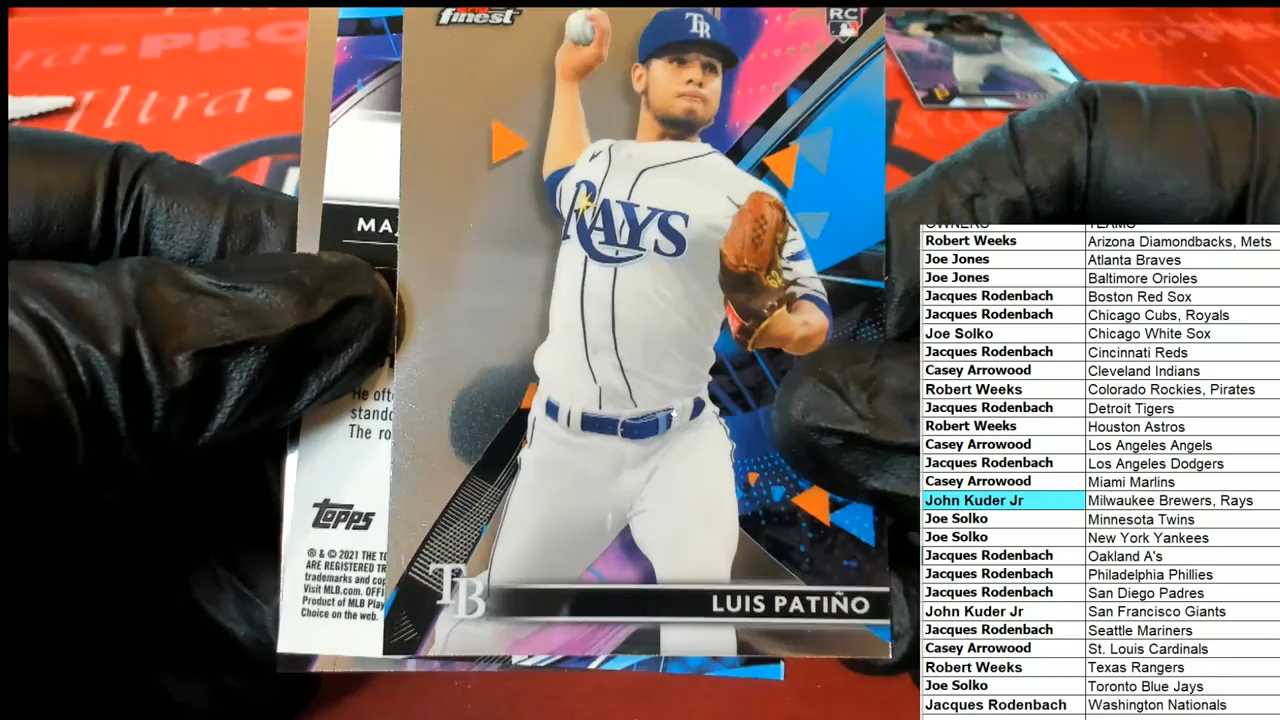 finest
RC
TB
PRO
Ultra
RAYS
62
MA
He oft
stand
The ro
Topps
® & © 2021 THE TO
ARE REGISTERED TR
trademarks and cop
Visit MLB.com. OFFI
Product of MLB Play
Choice on the web.
TB
LUIS PATIÑO
OWNERS TEAMS
Robert Weeks Arizona Diamondbacks, Mets
Joe Jones Atlanta Braves
Joe Jones Baltimore Orioles
Jacques Rodenbach Boston Red Sox
Jacques Rodenbach Chicago Cubs, Royals
Joe Solko Chicago White Sox
Jacques Rodenbach Cincinnati Reds
Casey Arrowood Cleveland Indians
Robert Weeks Colorado Rockies, Pirates
Jacques Rodenbach Detroit Tigers
Robert Weeks Houston Astros
Casey Arrowood Los Angeles Angels
Jacques Rodenbach Los Angeles Dodgers
Casey Arrowood Miami Marlins
John Kuder Jr Milwaukee Brewers, Rays
Joe Solko Minnesota Twins
Joe Solko New York Yankees
Jacques Rodenbach Oakland A's
Jacques Rodenbach Philadelphia Phillies
Jacques Rodenbach San Diego Padres
John Kuder Jr San Francisco Giants
Jacques Rodenbach Seattle Mariners
Casey Arrowood St. Louis Cardinals
Robert Weeks Texas Rangers
Joe Solko Toronto Blue Jays
Jacques Rodenbach Washington Nationals